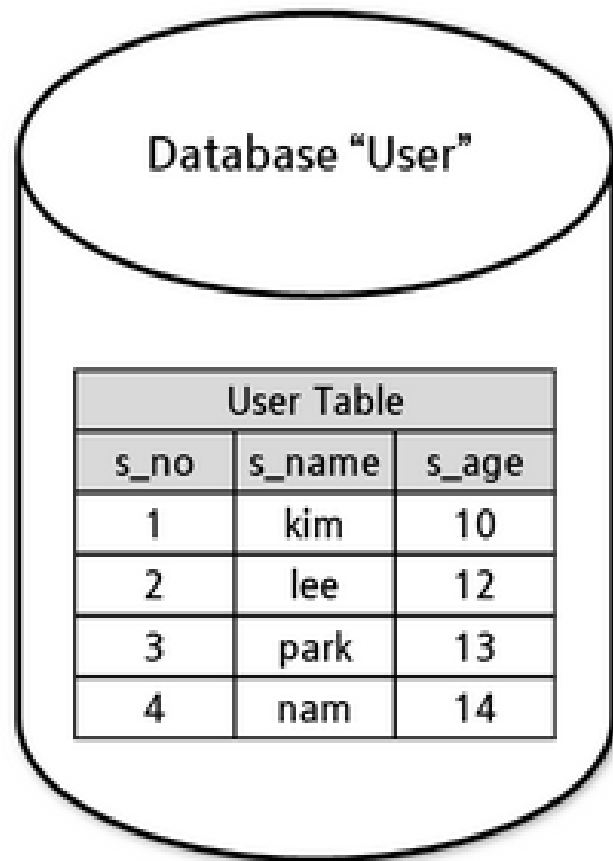 Database “User”
User Table
s_no s_name s_age
1 kim 10
2 lee 12
3 park 13
4 nam 14